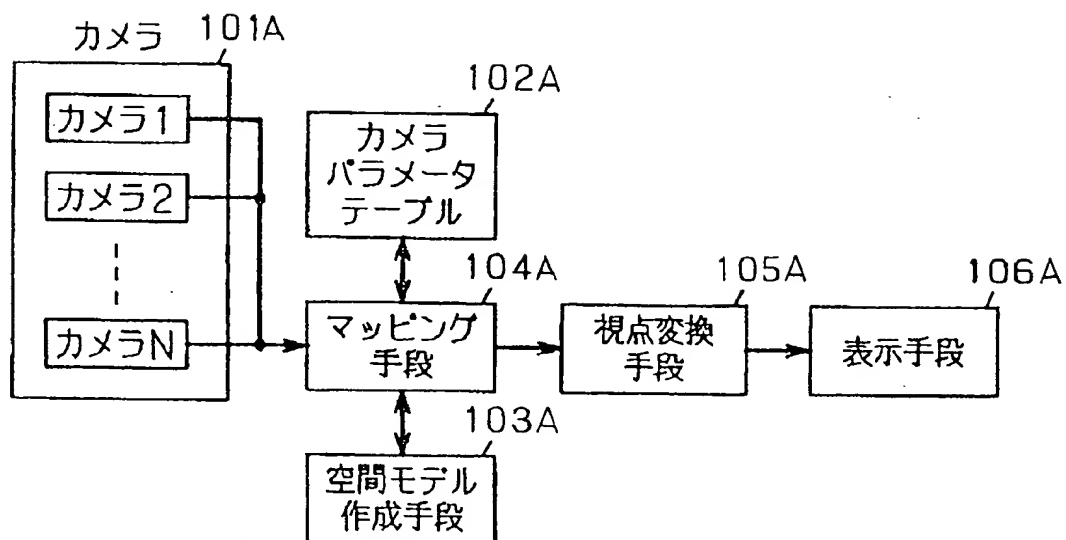 カメラ
101A
カメラ1
カメラ2
カメラN
102A
カメラ
パラメータ
テーブル
104A
マッピング
手段
103A
空間モデル
作成手段
105A
視点変換
手段
106A
表示手段